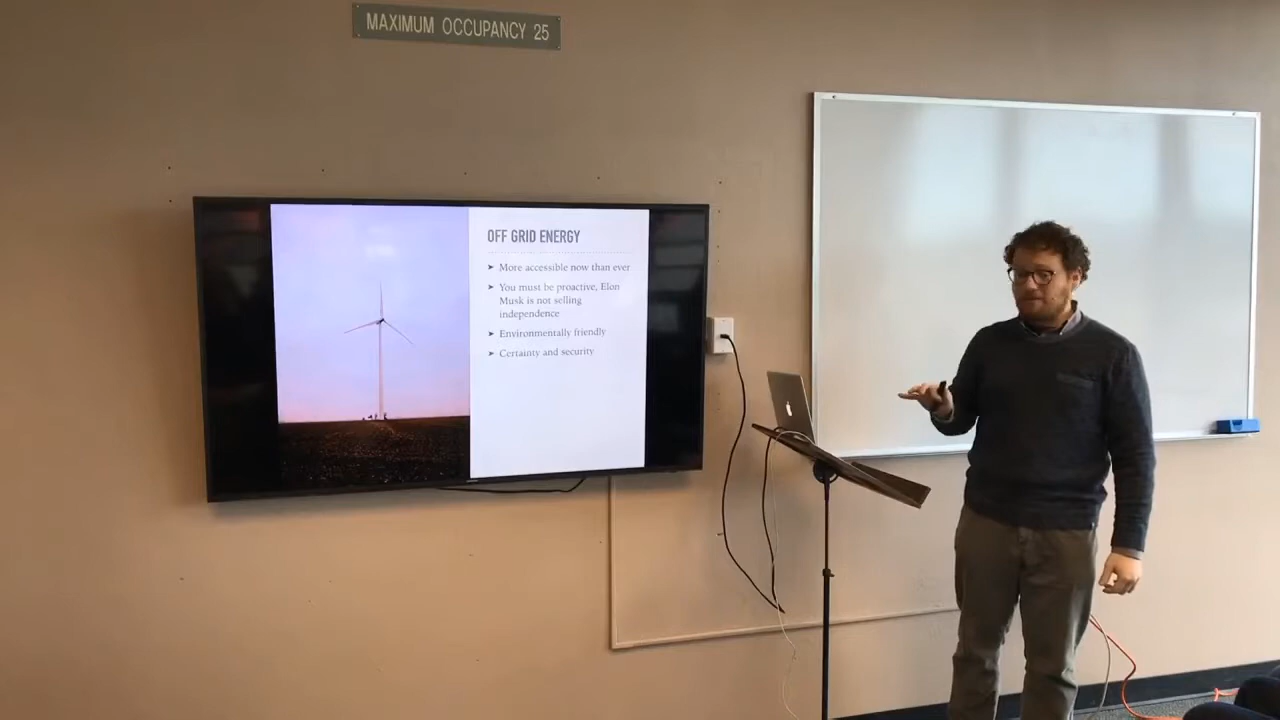 MAXIMUM OCCUPANCY 25
OFF GRID ENERGY
➤ More accessible now than ever
➤ You must be proactive, Elon
Musk is not selling
independence
➤ Environmentally friendly
➤ Certainty and security